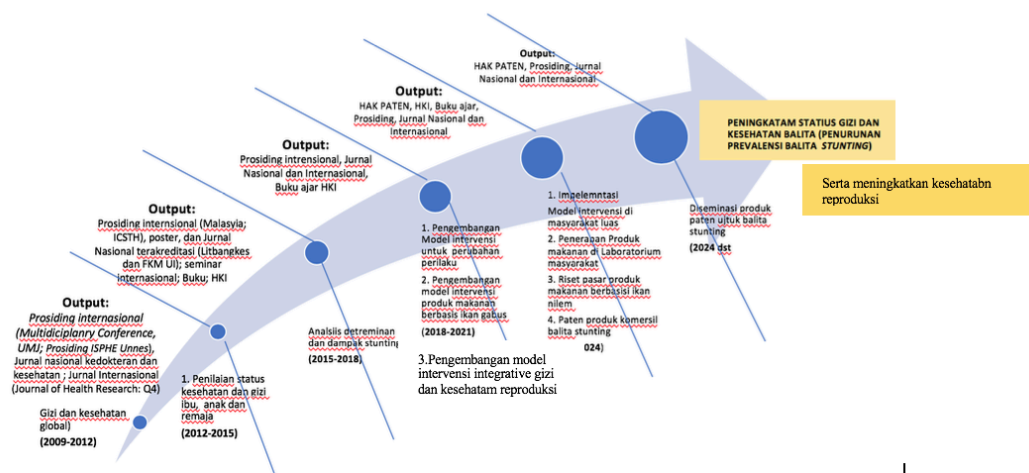 Output:
Prosiding internasional
(Multidiciplanry Conference,
UMJ; Prosiding ISPHE Unnes),
Jurnal nasional kedokteran dan
kesehatan ; Jurnal Internasional
(Journal of Health Research: Q4)
Gizi dan kesehatan
global)
(2009-2012)
Output:
Prosiding internsional (Malasyia;
ICSTH), poster, dan Jurnal
Nasional terakreditasi (Litbangkes
dan FKM UI); seminar
internasional; Buku; HKI
1. Penilaian status
kesehatan dan gizi
ibu, anak dan
remaja
(2012-2015)
Output:
Prosiding intrensional, Jurnal
Nasional dan Internasional,
Buku ajar HKI
Analsiis detreminan
dan dampak stunting
(2015-2018)
Output:
HAK PATEN, HKI, Buku ajar,
Prosiding, Jurnal Nasional dan
Internasional
1. Pengembangan
Model intervensi
untuk perubahan
perilaku
2. Pengembangan
model intervensi
produk makanan
berbasis ikan gabus
(2018-2021)
3.Pengembangan model
intervensi integrative gizi
dan kesehatarn reproduksi
Output:
HAK PATEN, Prosiding, Jurnal
Nasional dan Internasional
1. Impelemntasi
Model intervensi di
masyarakat luas
2. Penerapan Produk
makanan di Laboratorium
masyarakat
3. Riset pasar produk
makanan berbasisi ikan
nilem
4. Paten produk komersil
balita stunting
024)
Diseminasi produk
paten ujtuk balita
stunting
(2024 dst
PENINGKATAM STATIUS GIZI DAN
KESEHATAN BALITA (PENURUNAN
PREVALENSI BALITA STUNTING)
Serta meningkatkan kesehatabn
reproduksi